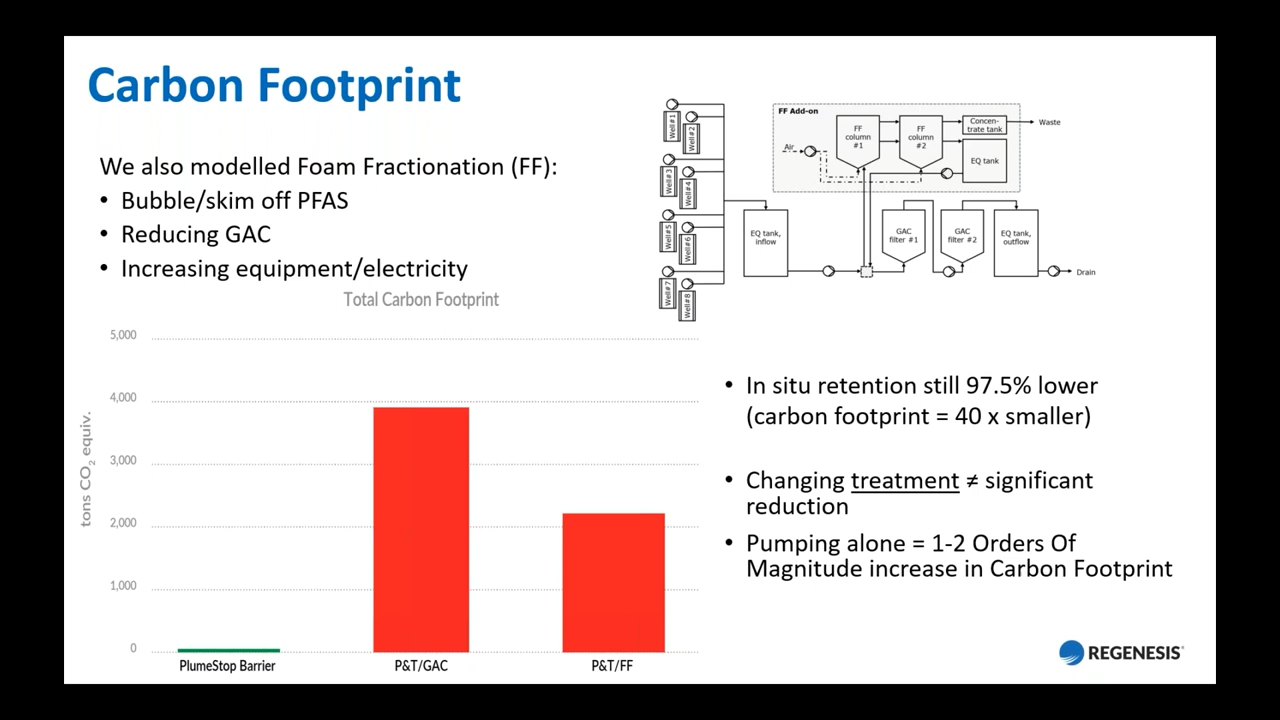 Carbon Footprint
We also modelled Foam Fractionation (FF):
• Bubble/skim off PFAS
• Reducing GAC
• Increasing equipment/electricity
Well#1
Well#2
Well#3
Well#4
Well#5
Well#6
Well#7
Well#8
FF Add-on
Air
FF
column
#1
FF
column
#2
Concen-
trate tank
Waste
EQ tank
EQ tank,
inflow
GAC
filter #1
GAC
filter #2
EQ tank,
outflow
Drain
Total Carbon Footprint
tons CO₂ equiv.
5,000
4,000
3,000
2,000
1,000
0
PlumeStop Barrier
P&T/GAC
P&T/FF
• In situ retention still 97.5% lower
(carbon footprint = 40 x smaller)
• Changing treatment ≠ significant
reduction
• Pumping alone = 1-2 Orders Of
Magnitude increase in Carbon Footprint
REGENESIS®